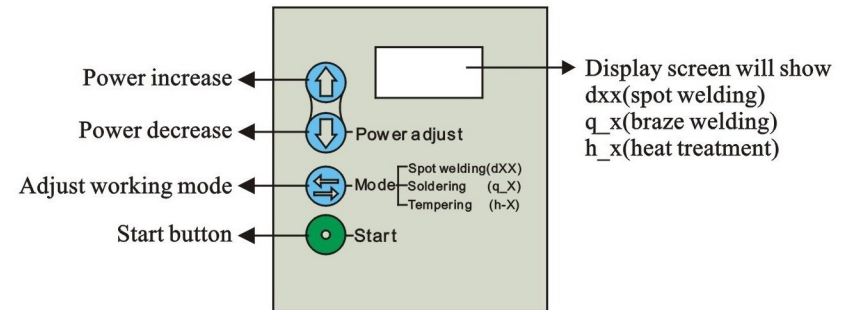 Power increase
Power decrease
Adjust working mode
Start button
Power adjust
Mode
Spot welding(dXX)
Soldering (q_X)
Tempering (h-X)
Start
Display screen will show
dxx(spot welding)
q_x(braze welding)
h_x(heat treatment)